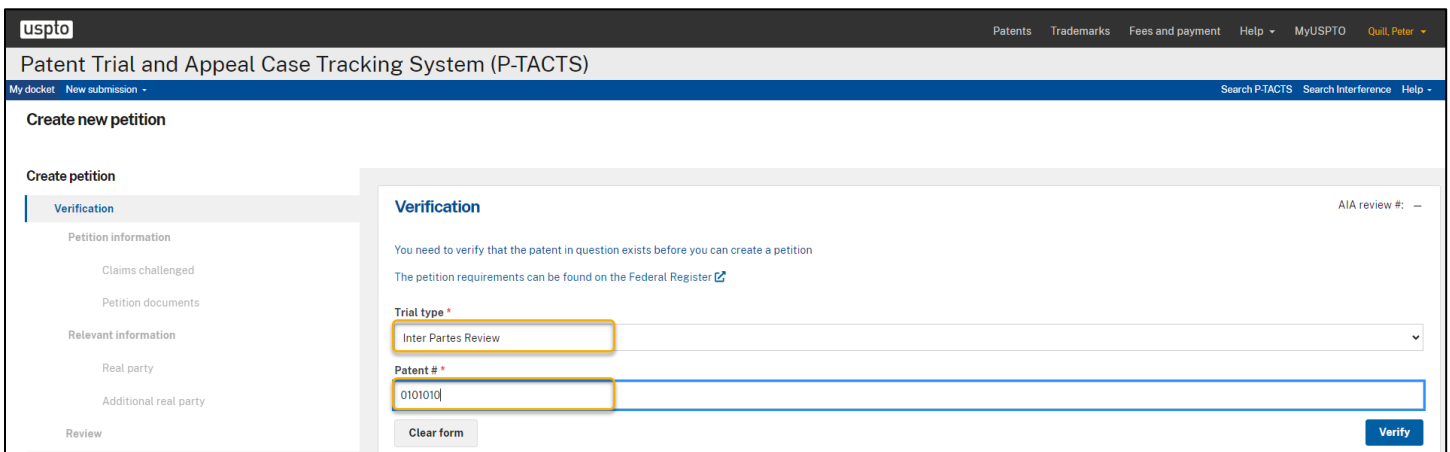 uspto
Patents Trademarks Fees and payment Help MyUSPTO Quill, Peter
Patent Trial and Appeal Case Tracking System (P-TACTS)
My docket New submission Search P-TACTS Search Interference Help
Create new petition
Create petition
Verification
Petition information
Claims challenged
Petition documents
Relevant information
Real party
Additional real party
Review
Verification AIA review #: —
You need to verify that the patent in question exists before you can create a petition
The petition requirements can be found on the Federal Register
Trial type *
Inter Partes Review
Patent # *
0101010
Clear form Verify